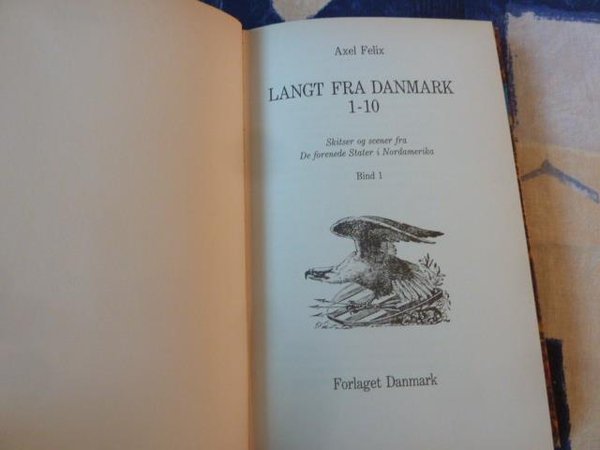 Axel Felix
LANGT FRA DANMARK
1-10
Skitser og scener fra
De forenede Stater i Nordamerika
Bind 1
Forlaget Danmark